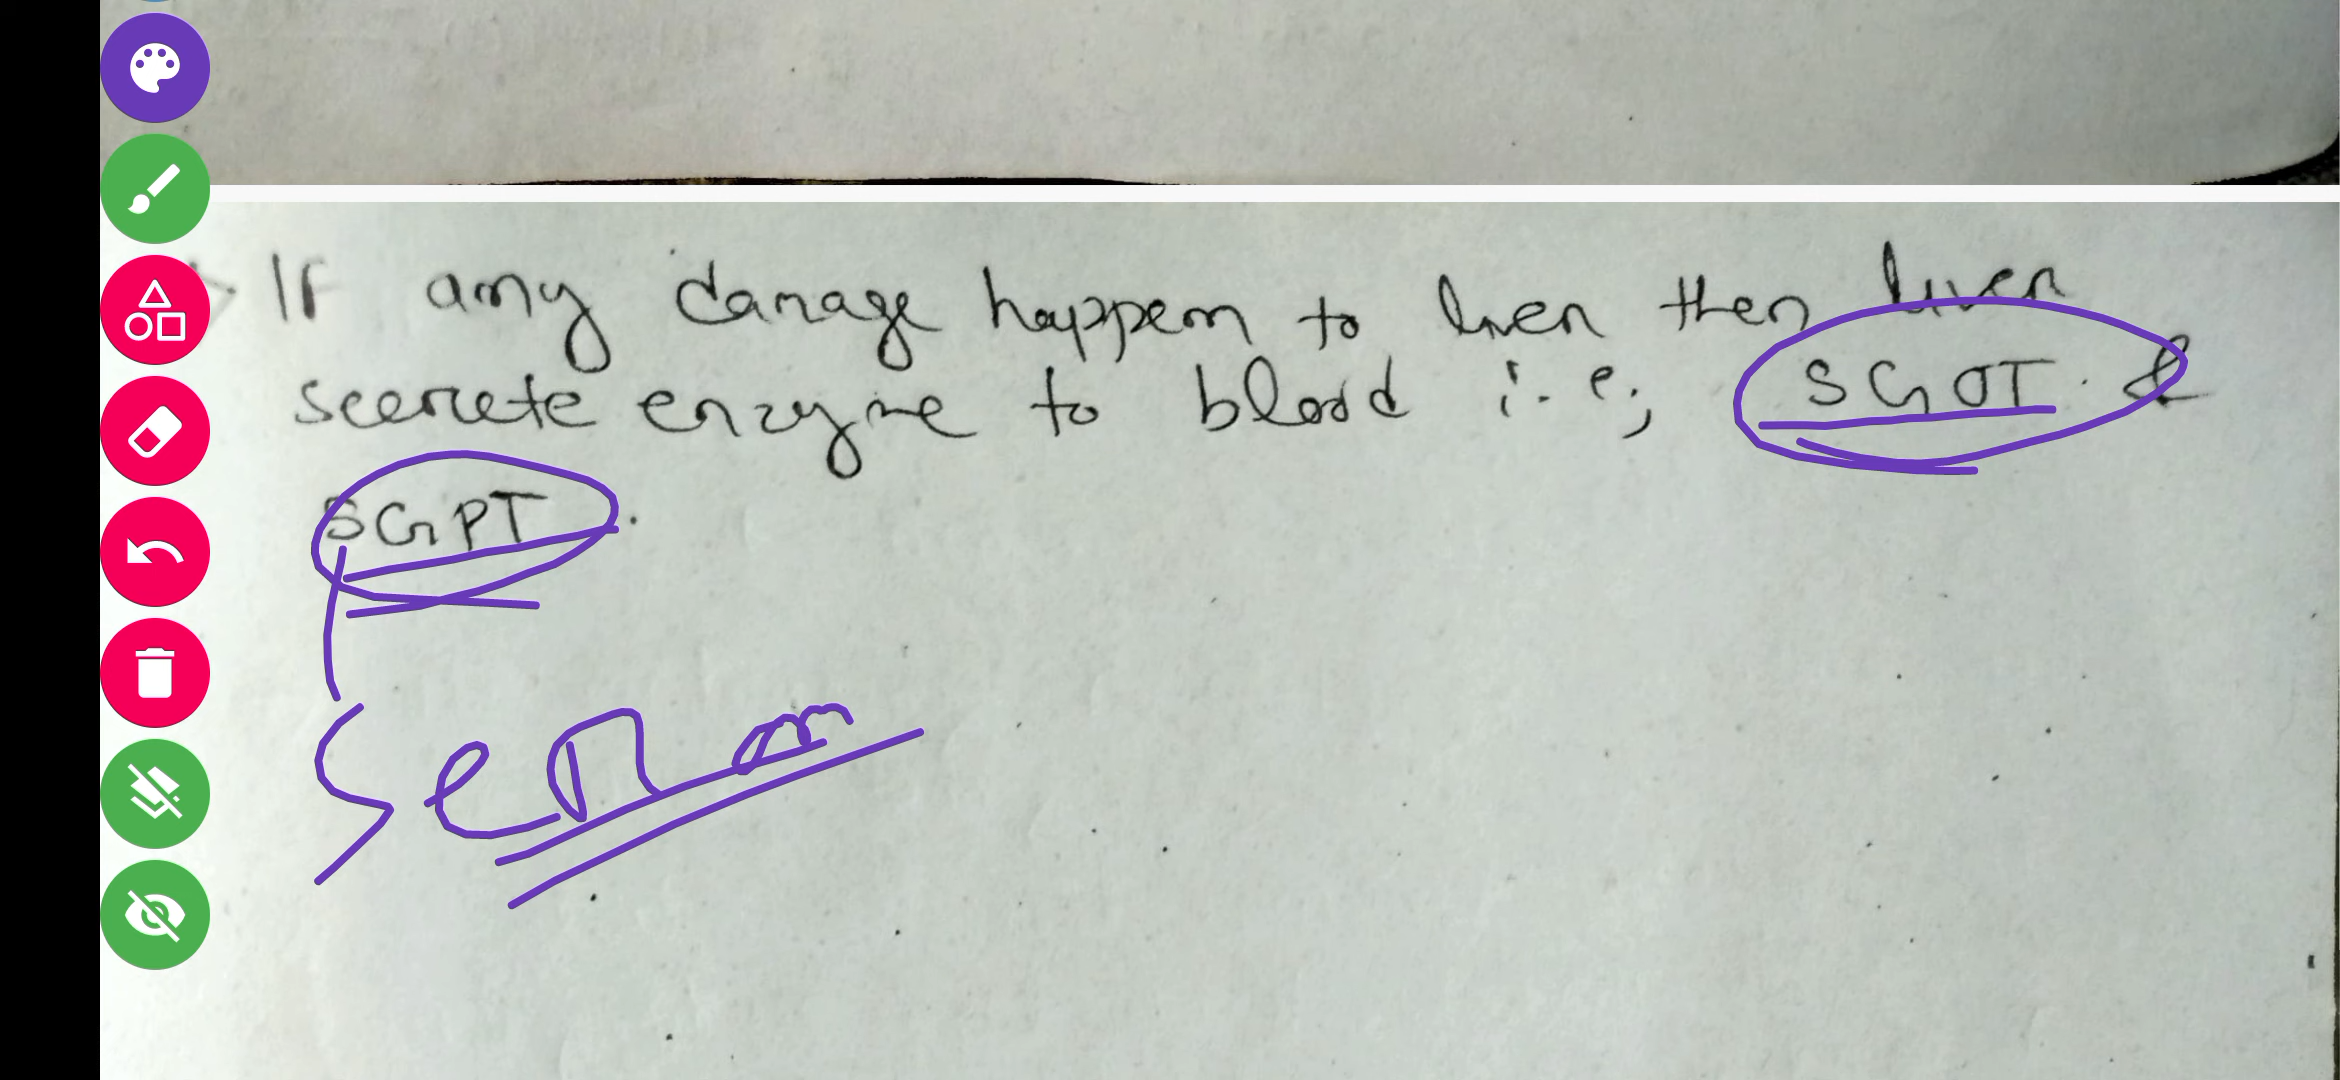 If any damage happen to liver then liver
secrete enzyme to blood i.e; SGOT &
SGPT.
Serum